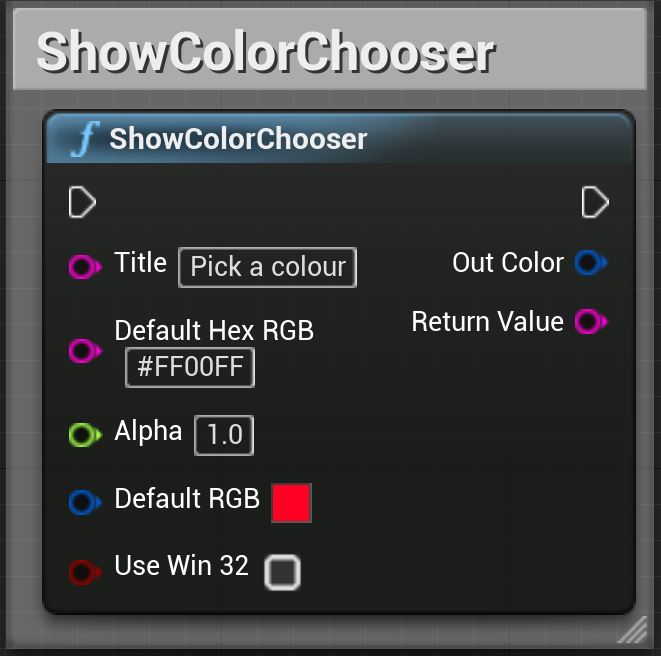 ShowColorChooser
ShowColorChooser
Title Pick a colour
Out Color
Return Value
Default Hex RGB
#FF00FF
Alpha 1.0
Default RGB
Use Win 32